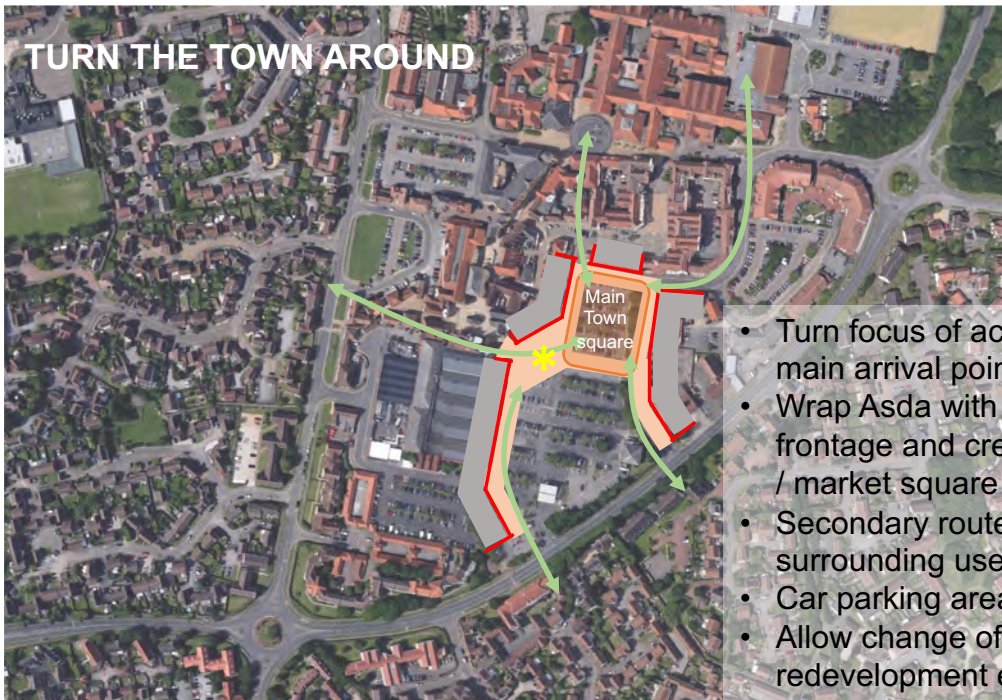 TURN THE TOWN AROUND
Main
Town
square
• Turn focus of ac
main arrival poin
• Wrap Asda with
frontage and cre
/ market square
• Secondary route
surrounding use
• Car parking area
• Allow change of
redevelopment a